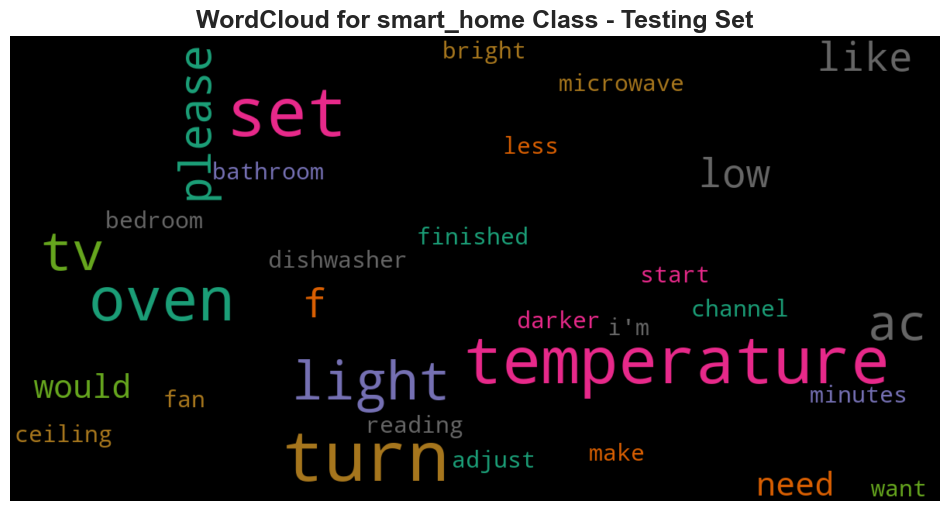 WordCloud for smart_home Class - Testing Set
bright
like
please
microwave
set
less
bathroom
low
bedroom
finished
tv
dishwasher
start
oven
f
channel
darker
i'm
ac
temperature
light
would
fan
minutes
reading
ceiling
turn
adjust
make
need
want